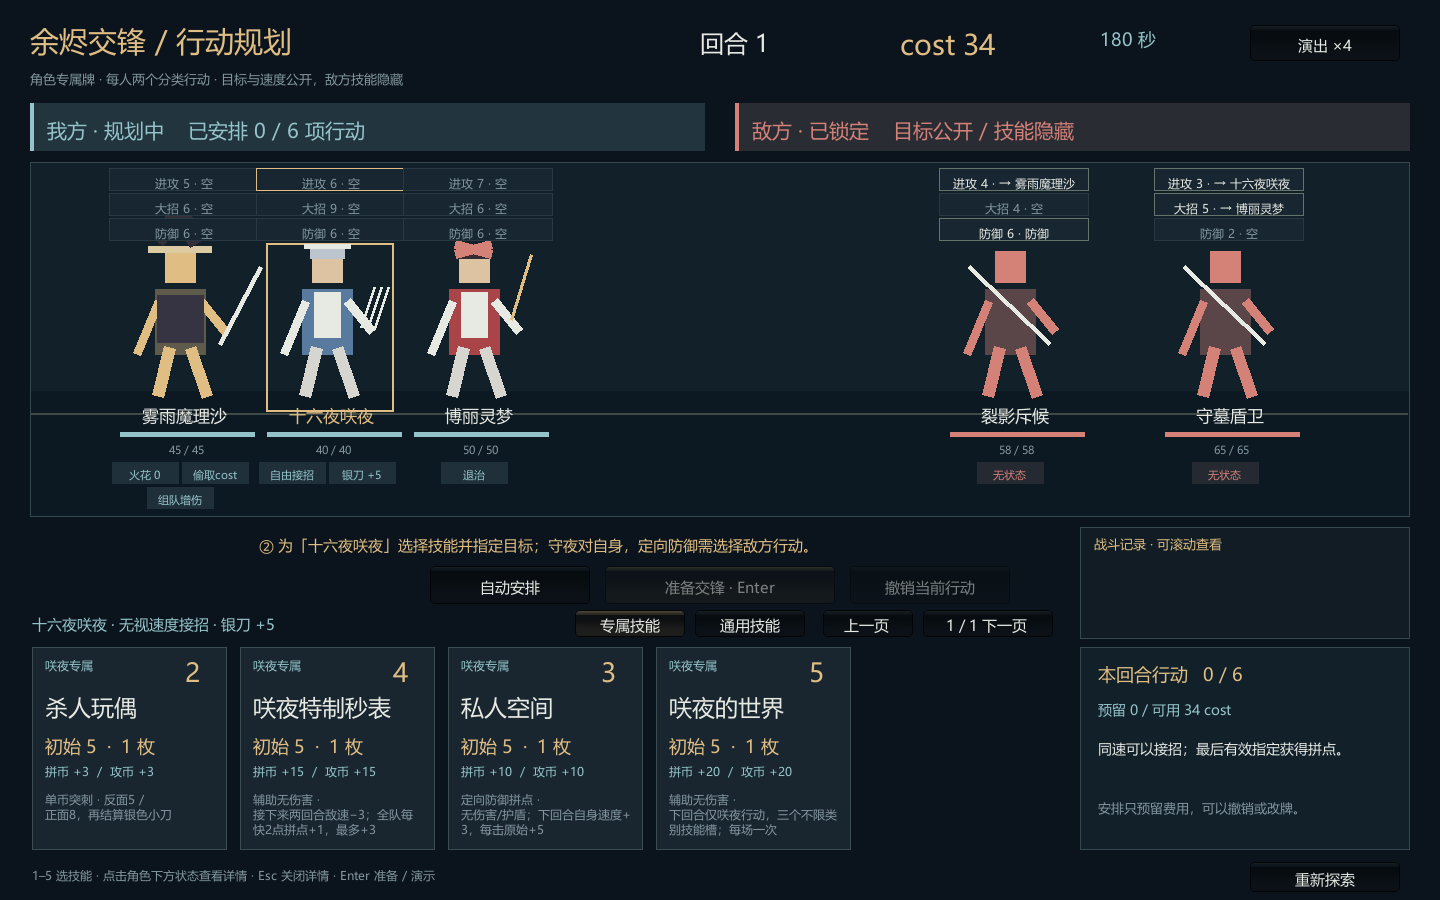 余烬交锋 / 行动规划
回合 1
cost 34
180 秒
演出 ×4
角色专属牌 · 每人两个分类行动 · 目标与速度公开，敌方技能隐藏
我方 · 规划中 已安排 0 / 6 项行动
敌方 · 已锁定 目标公开 / 技能隐藏
进攻 5 · 空
进攻 6 · 空
进攻 7 · 空
进攻 4 · → 雾雨魔理沙
进攻 3 · → 十六夜咲夜
大招 6 · 空
大招 9 · 空
大招 6 · 空
大招 4 · 空
大招 5 · → 博丽灵梦
防御 6 · 空
防御 6 · 空
防御 6 · 空
防御 6 · 防御
防御 2 · 空
雾雨魔理沙
十六夜咲夜
博丽灵梦
裂影斥候
守墓盾卫
45 / 45
40 / 40
50 / 50
58 / 58
65 / 65
火花 0
偷取cost
自由接招
银刀 +5
退治
无状态
无状态
组队增伤
② 为「十六夜咲夜」选择技能并指定目标；守夜对自身，定向防御需选择敌方行动。
战斗记录 · 可滚动查看
自动安排
准备交锋 · Enter
撤销当前行动
十六夜咲夜 · 无视速度接招 · 银刀 +5
专属技能
通用技能
上一页
1 / 1 下一页
咲夜专属
2
杀人玩偶
初始 5 · 1 枚
拼币 +3 / 攻币 +3
单币突刺 · 反面5 /
正面8，再结算银色小刀
咲夜专属
4
咲夜特制秒表
初始 5 · 1 枚
拼币 +15 / 攻币 +15
辅助无伤害 ·
接下来两回合敌速−3；全队每
快2点拼点+1，最多+3
咲夜专属
3
私人空间
初始 5 · 1 枚
拼币 +10 / 攻币 +10
定向防御拼点 ·
无伤害/护盾；下回合自身速度+
3，每击原始+5
咲夜专属
5
咲夜的世界
初始 5 · 1 枚
拼币 +20 / 攻币 +20
辅助无伤害 ·
下回合仅咲夜行动，三个不限类
别技能槽；每场一次
本回合行动 0 / 6
预留 0 / 可用 34 cost
同速可以接招；最后有效指定获得拼点。
安排只预留费用，可以撤销或改牌。
1–5 选技能 · 点击角色下方状态查看详情 · Esc 关闭详情 · Enter 准备 / 演示
重新探索